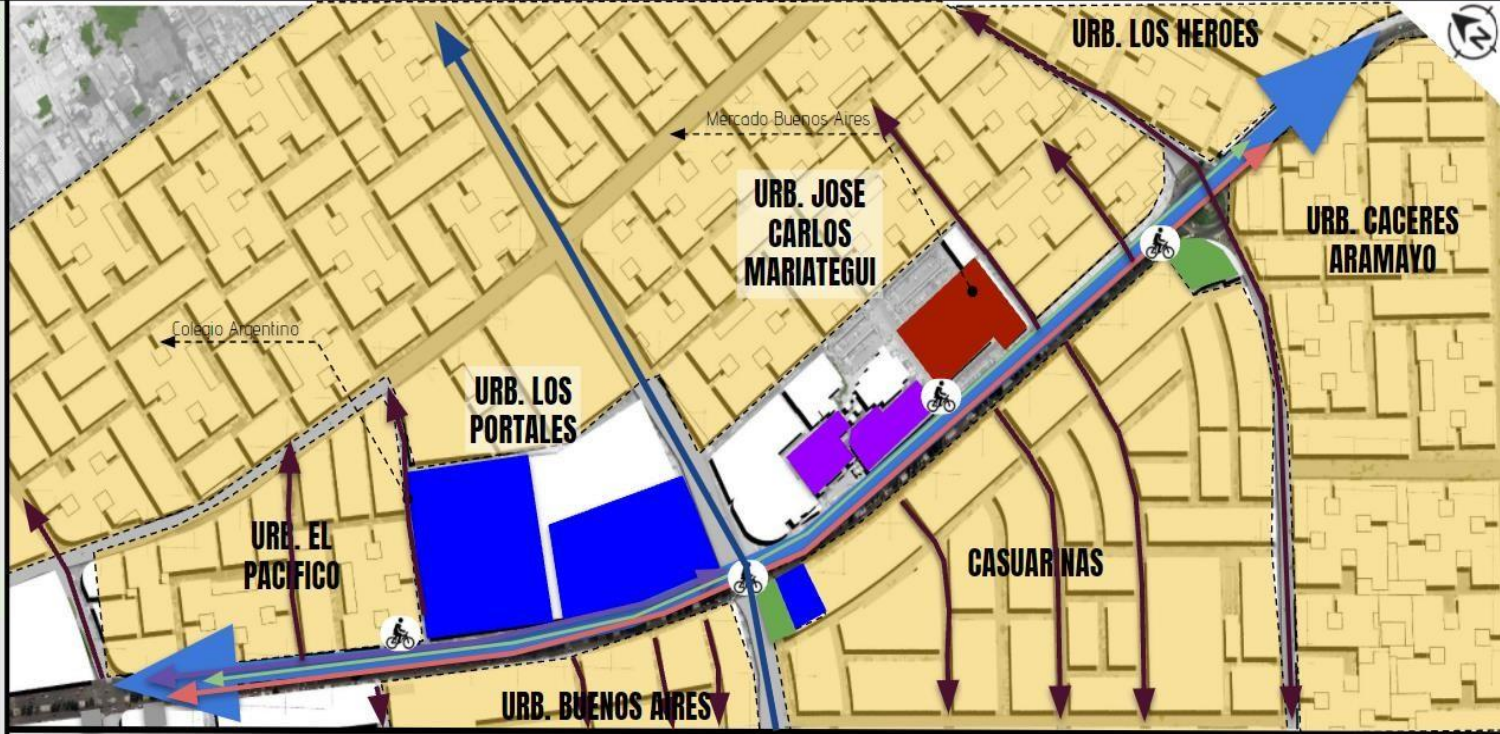 URB. LOS HEROES
N
Mercado Buenos Aires
URB. JOSE
CARLOS
MARIATEGUI
URB. CACERES
ARAMAYO
Colegio Argentino
URB. LOS
PORTALES
URB. EL
PACIFICO
CASUARINAS
URB. BUENOS AIRES